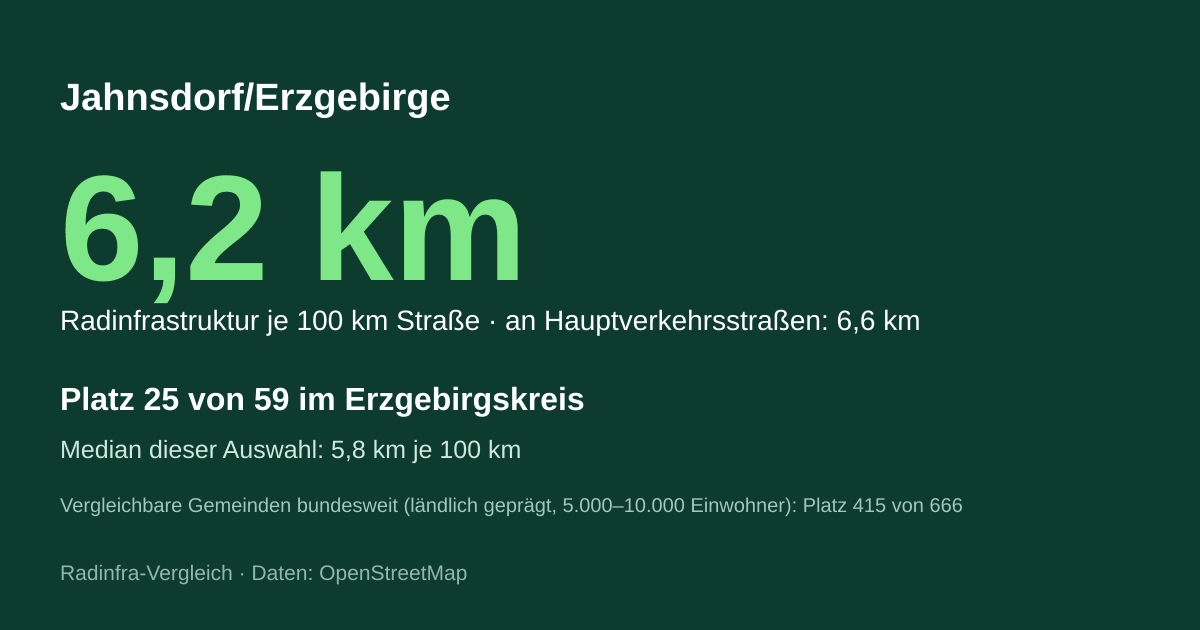 Jahnsdorf/Erzgebirge
6,2 km
Radinfrastruktur je 100 km Straße · an Hauptverkehrsstraßen: 6,6 km
Platz 25 von 59 im Erzgebirgskreis
Median dieser Auswahl: 5,8 km je 100 km
Vergleichbare Gemeinden bundesweit (ländlich geprägt, 5.000–10.000 Einwohner): Platz 415 von 666
Radinfra-Vergleich · Daten: OpenStreetMap